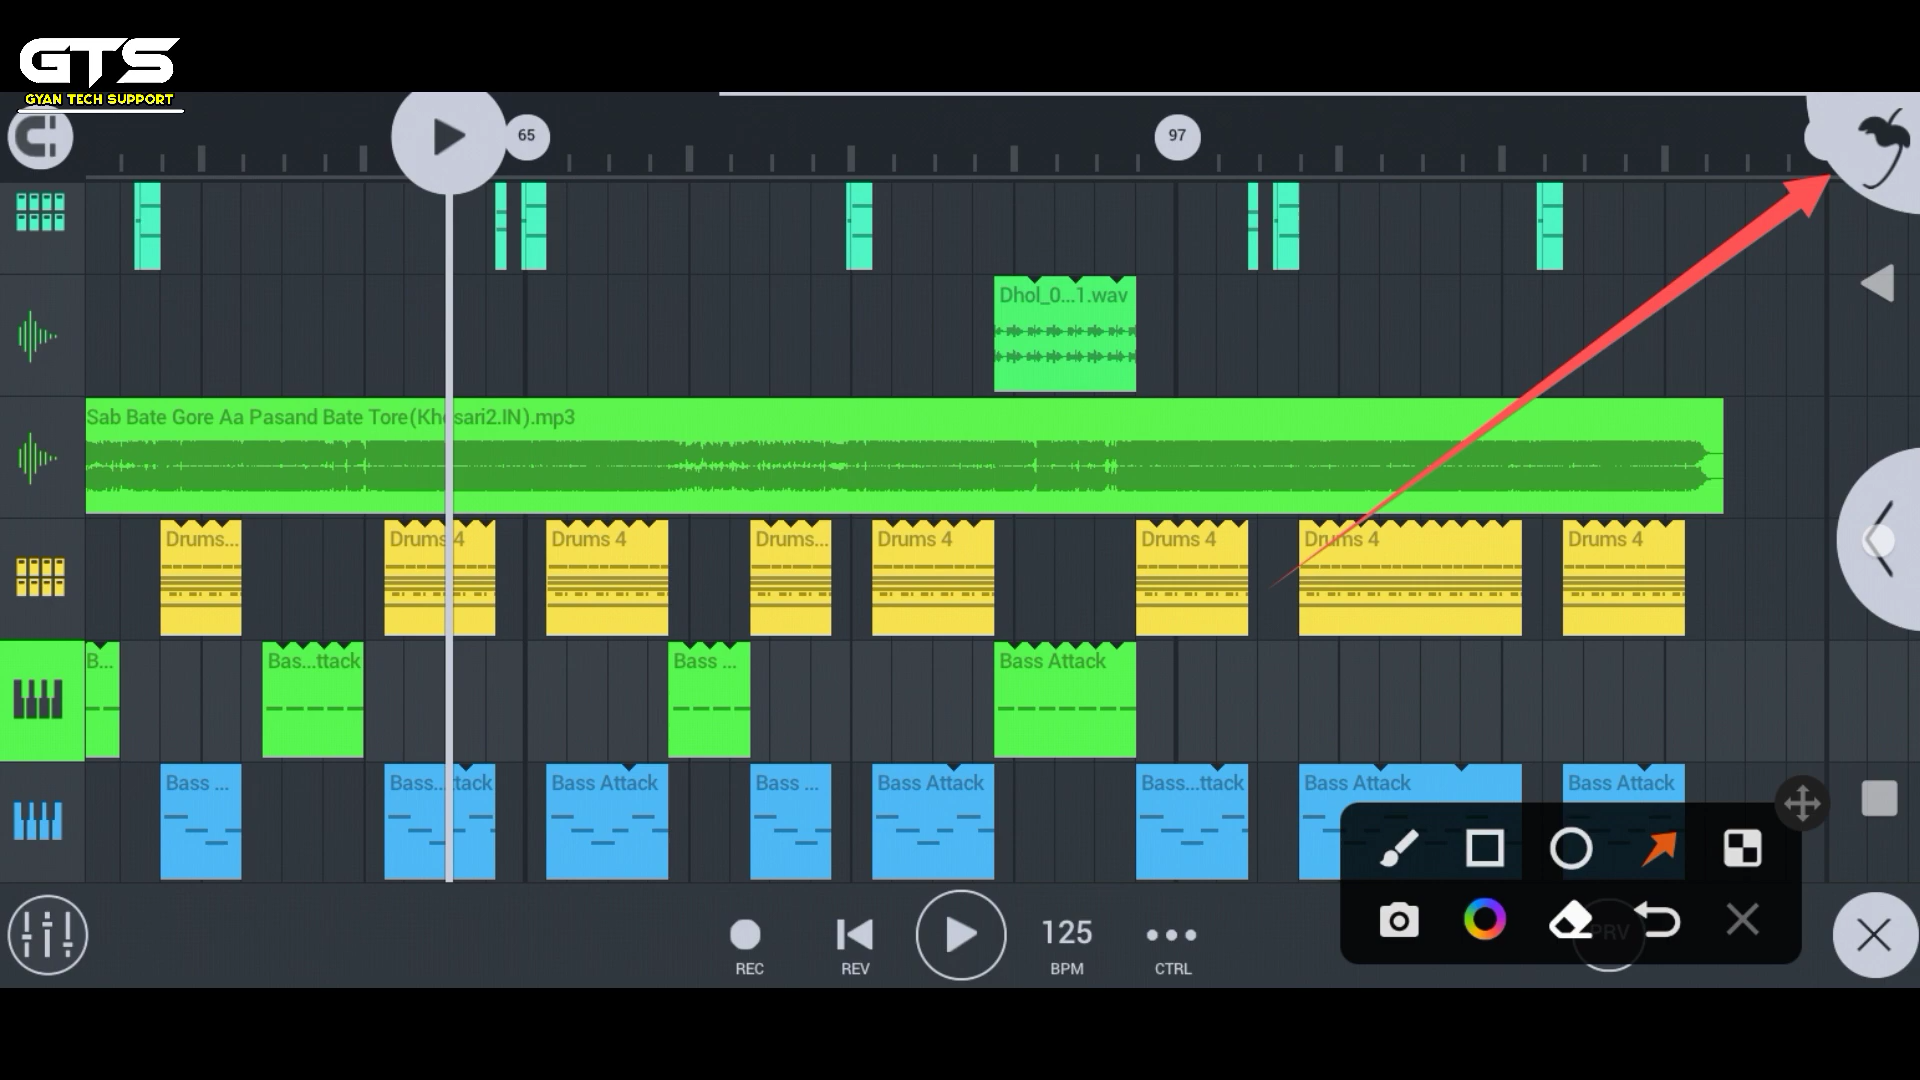 GTS
GYAN TECH SUPPORT
65
97
Dhol_0...1.wav
Sab Bate Gore Aa Pasand Bate Tore(Kh sari2.IN).mp3
Drums... Drums 4 Drums 4 Drums... Drums 4 Drums 4 Drums 4 Drums 4
B... Bas...ttack Bass ... Bass Attack
Bass ... Bass...ttack Bass Attack Bass ... Bass Attack Bass...ttack Bass Attack Bass Attack
125
PRV
REC REV BPM CTRL